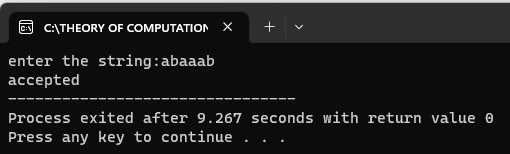 C:\THEORY OF COMPUTATION
enter the string:abaaab
accepted
--------------------------------
Process exited after 9.267 seconds with return value 0
Press any key to continue . . .